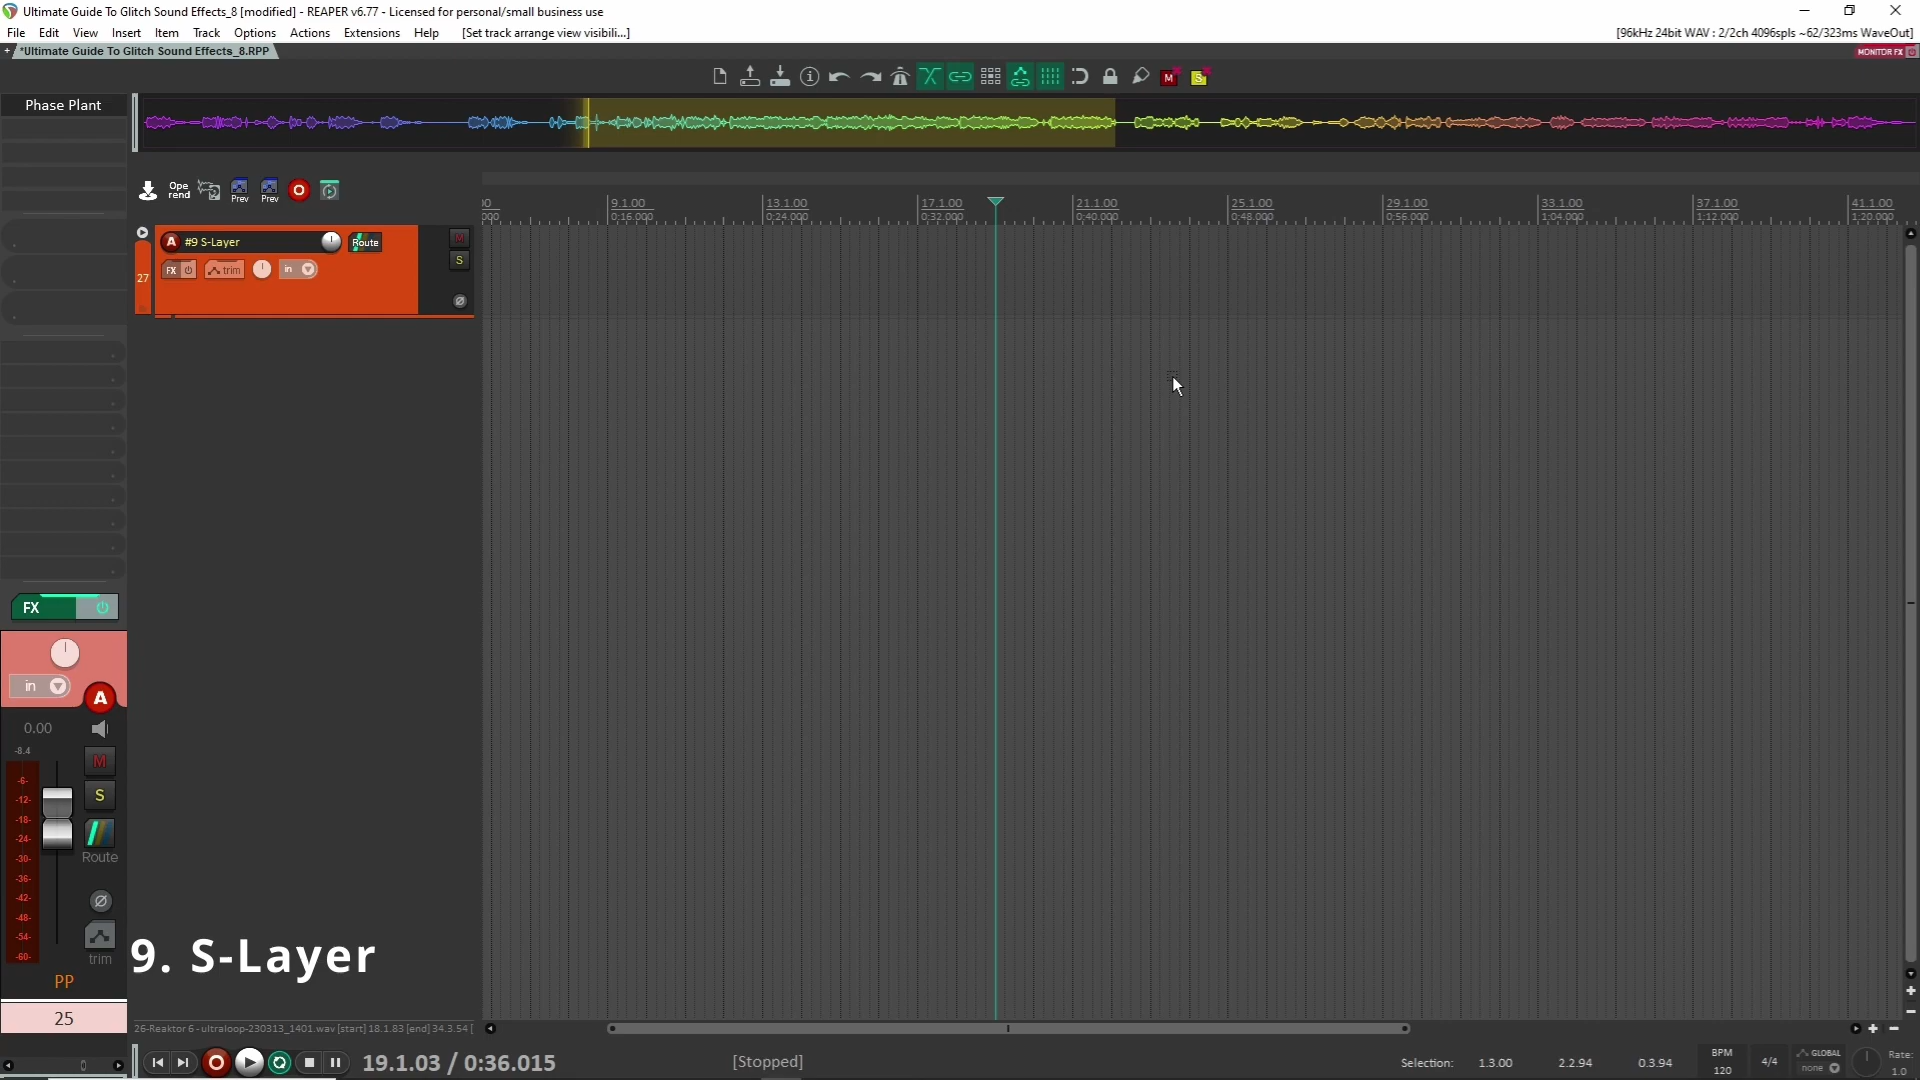 Ultimate Guide To Glitch Sound Effects_8 [modified] - REAPER v6.77 - Licensed for personal/small business use
File Edit View Insert Item Track Options Actions Extensions Help [Set track arrange view visibili...]
[96kHz 24bit WAV : 2/2ch 4096spls ~62/323ms WaveOut]
+ *Ultimate Guide To Glitch Sound Effects_8.RPP
MONITOR FX
M S
Phase Plant
Ope rend Prev Prev
00 9.1.00 13.1.00 17.1.00 21.1.00 25.1.00 29.1.00 33.1.00 37.1.00 41.1.00
000 0:16.000 0:24.000 0:32.000 0:40.000 0:48.000 0:56.000 1:04.000 1:12.000 1:20.000
A #9 S-Layer Route M
FX trim in S
27
FX
in
A
0.00
-8.4
M
-6-
-12-
S
-18-
-24-
Route
-30-
-36-
-42-
-48-
-54-
trim
-60-
PP
25
9. S-Layer
26-Reaktor 6 - ultraloop-230313_1401.wav [start] 18.1.83 [end] 34.3.54 [
19.1.03 / 0:36.015
[Stopped]
Selection: 1.3.00 2.2.94 0.3.94
BPM
120
4/4
GLOBAL
none
Rate:
1.0